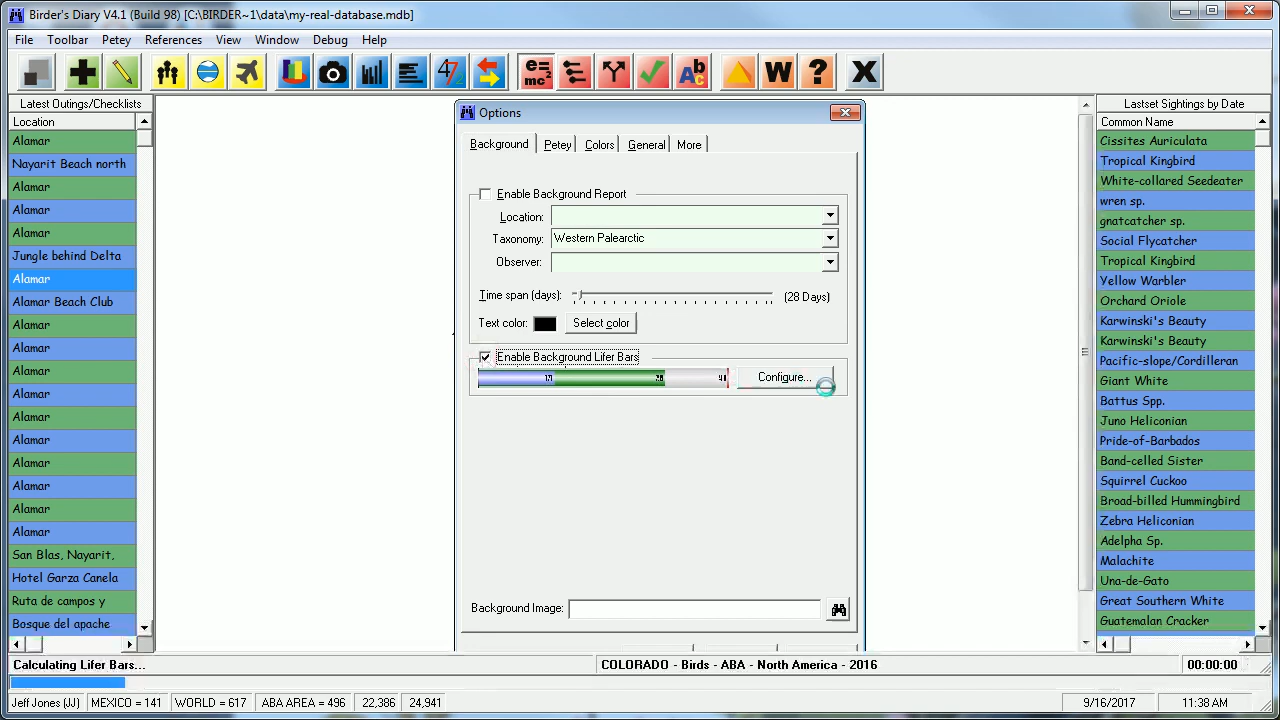 Birder's Diary V4.1 (Build 98) [C:\BIRDER~1\data\my-real-database.mdb]
File Toolbar Petey References View Window Debug Help
e= mc² 47 Abc W ? X
Latest Outings/Checklists
Location
Alamar
Nayarit Beach north
Alamar
Alamar
Alamar
Jungle behind Delta
Alamar
Alamar Beach Club
Alamar
Alamar
Alamar
Alamar
Alamar
Alamar
Alamar
Alamar
Alamar
Alamar
San Blas, Nayarit,
Hotel Garza Canela
Ruta de campos y
Bosque del apache
Options
Background Petey Colors General More
Enable Background Report
Location:
Taxonomy: Western Palearctic
Observer:
Time span (days): (28 Days)
Text color: Select color
Enable Background Lifer Bars
Configure...
Background Image:
Lastset Sightings by Date
Common Name
Cissites Auriculata
Tropical Kingbird
White-collared Seedeater
wren sp.
gnatcatcher sp.
Social Flycatcher
Tropical Kingbird
Yellow Warbler
Orchard Oriole
Karwinski's Beauty
Karwinski's Beauty
Pacific-slope/Cordilleran
Giant White
Battus Spp.
Juno Heliconian
Pride-of-Barbados
Band-celled Sister
Squirrel Cuckoo
Broad-billed Hummingbird
Zebra Heliconian
Adelpha Sp.
Malachite
Una-de-Gato
Great Southern White
Guatemalan Cracker
Calculating Lifer Bars... COLORADO - Birds - ABA - North America - 2016 00:00:00
Jeff Jones (JJ) MEXICO = 141 WORLD = 617 ABA AREA = 496 22,386 24,941 9/16/2017 11:38 AM